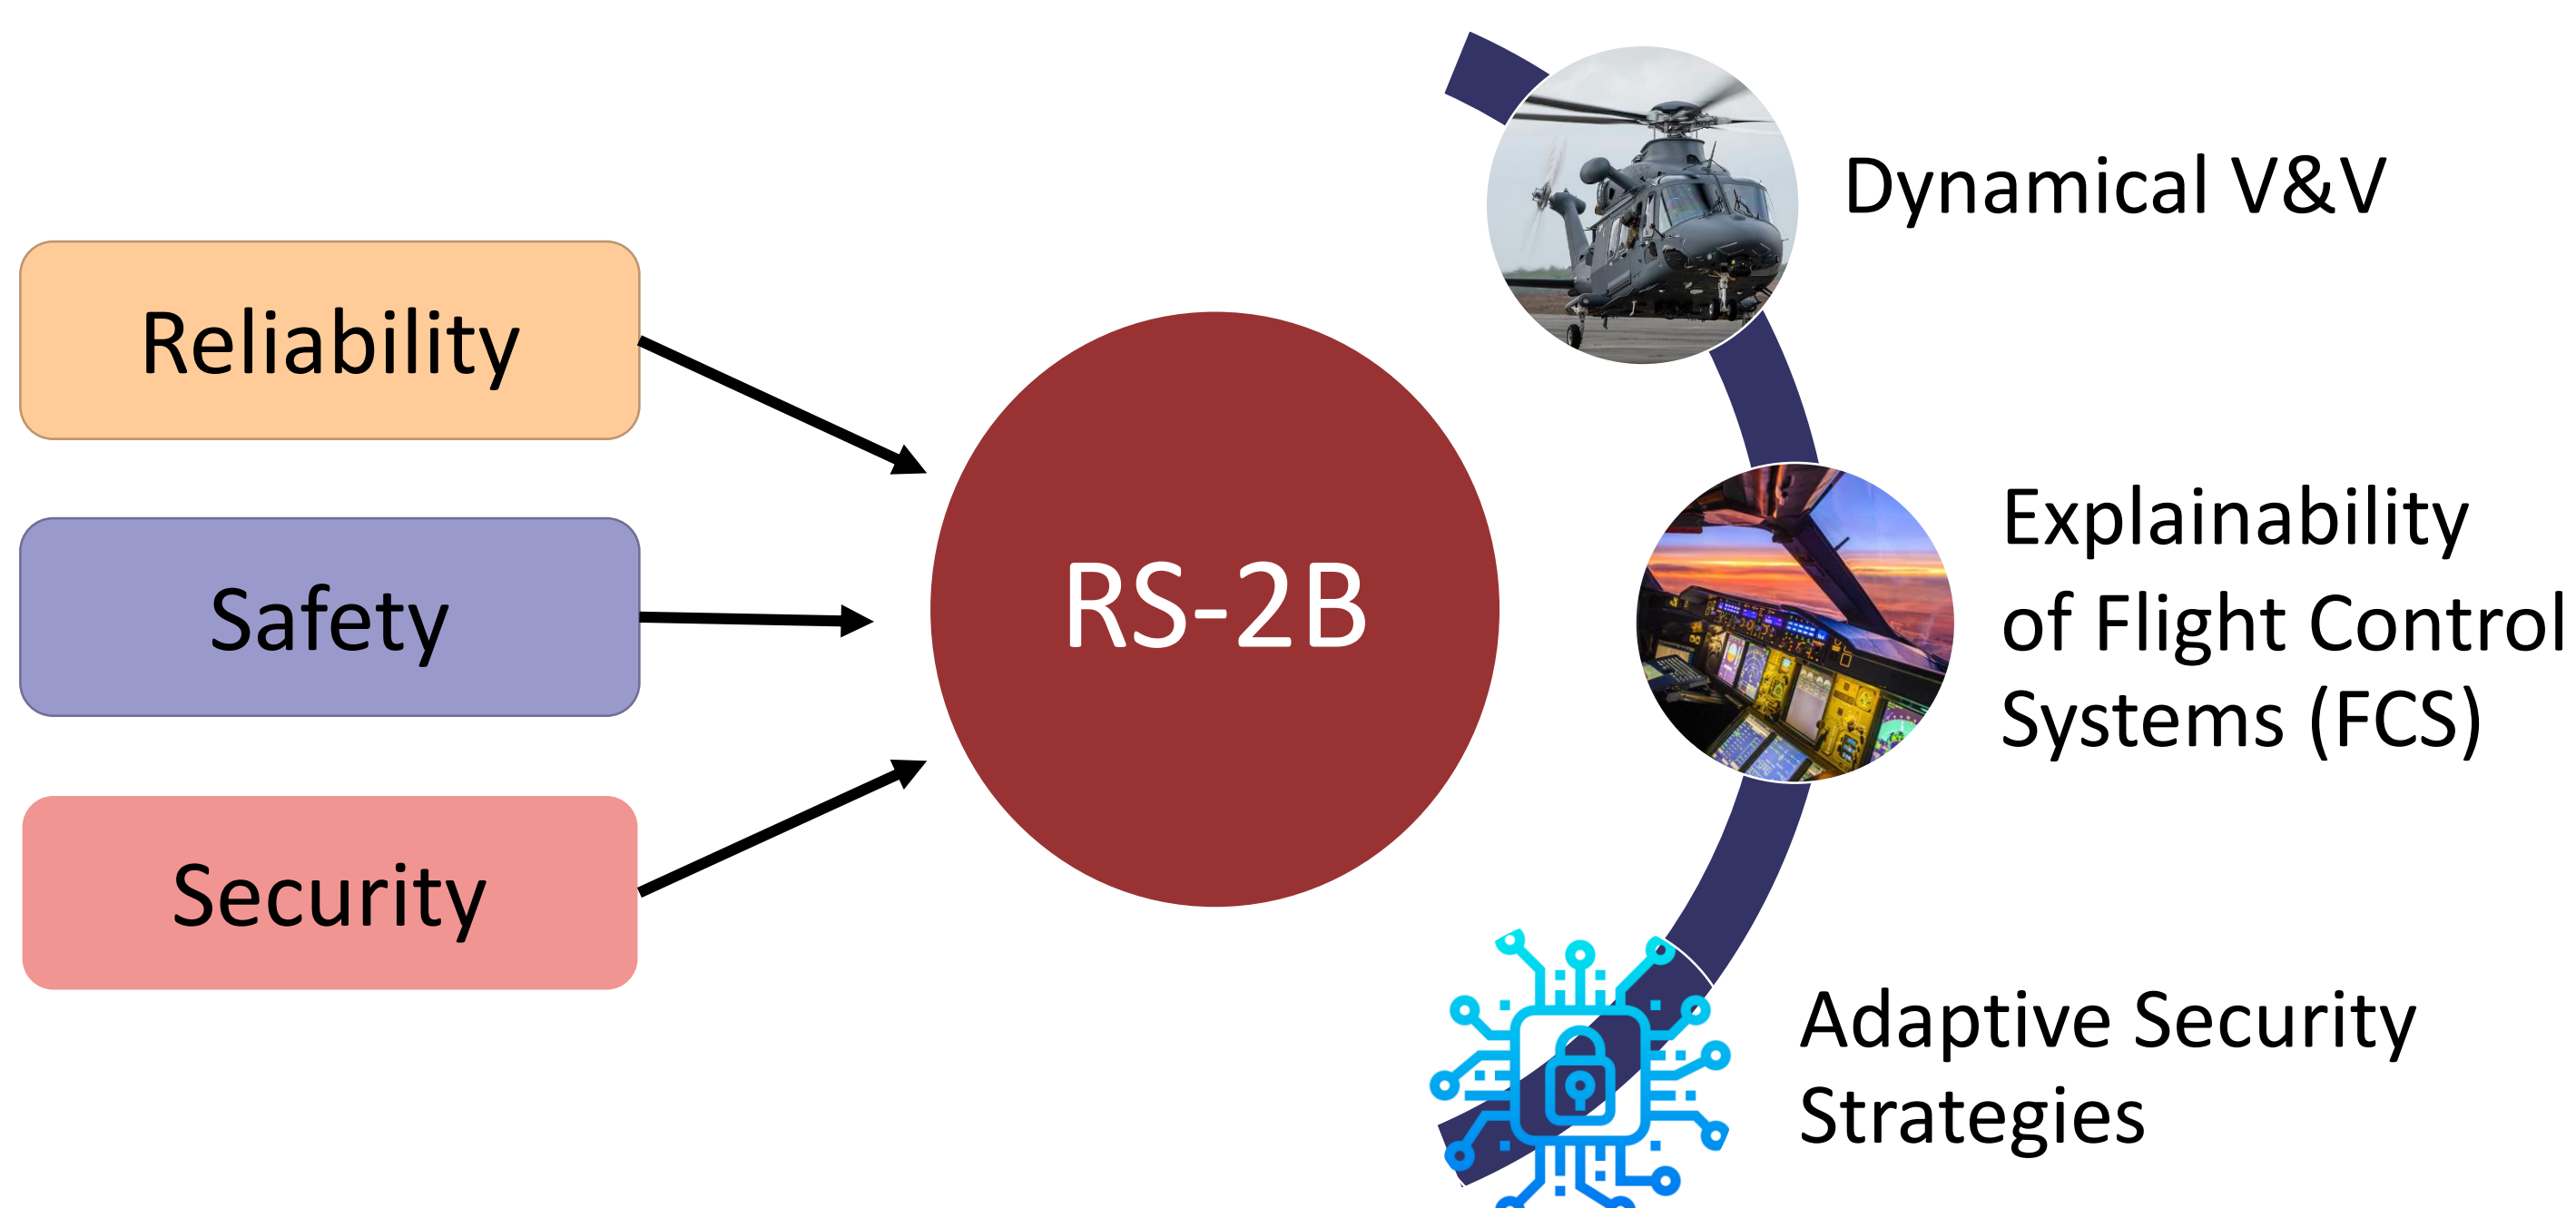 Reliability
Safety
Security
RS-2B
Dynamical V&V
Explainability
of Flight Control
Systems (FCS)
Adaptive Security
Strategies